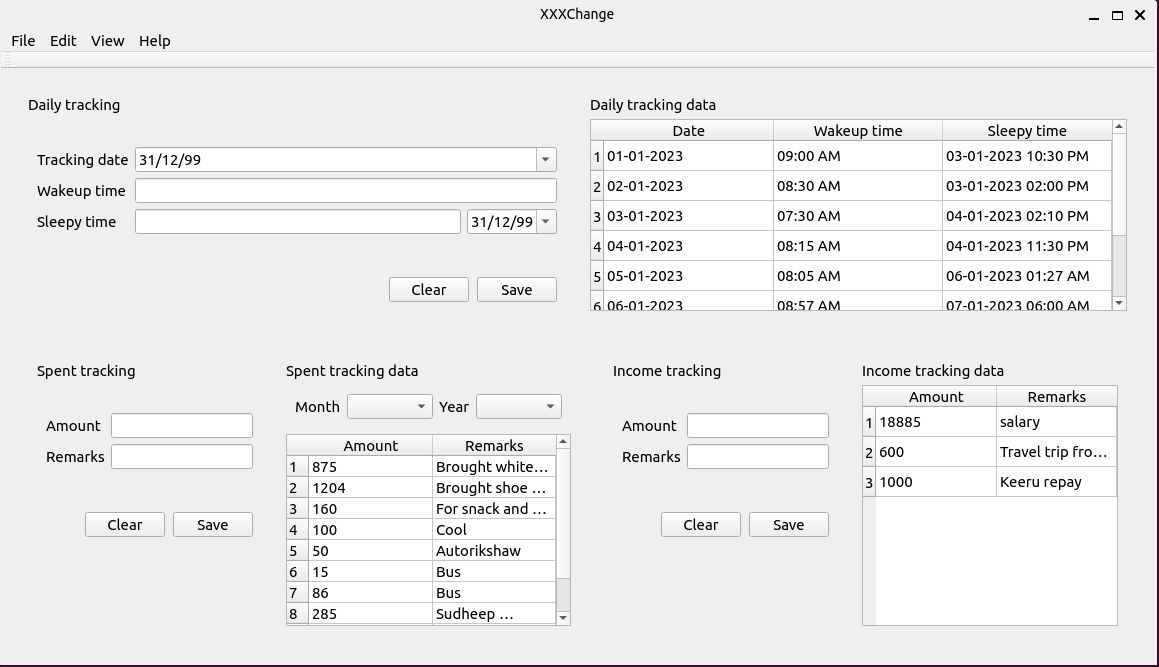 XXXChange
File Edit View Help
Daily tracking
Tracking date 31/12/99
Wakeup time
Sleepy time 31/12/99
Clear Save
Daily tracking data
Date Wakeup time Sleepy time
1 01-01-2023 09:00 AM 03-01-2023 10:30 PM
2 02-01-2023 08:30 AM 03-01-2023 02:00 PM
3 03-01-2023 07:30 AM 04-01-2023 02:10 PM
4 04-01-2023 08:15 AM 04-01-2023 11:30 PM
5 05-01-2023 08:05 AM 06-01-2023 01:27 AM
6 06-01-2023 08:57 AM 07-01-2023 06:00 AM
Spent tracking
Amount
Remarks
Clear Save
Spent tracking data
Month Year
Amount Remarks
1 875 Brought white...
2 1204 Brought shoe ...
3 160 For snack and ...
4 100 Cool
5 50 Autorikshaw
6 15 Bus
7 86 Bus
8 285 Sudheep ...
Income tracking
Amount
Remarks
Clear Save
Income tracking data
Amount Remarks
1 18885 salary
2 600 Travel trip fro...
3 1000 Keeru repay